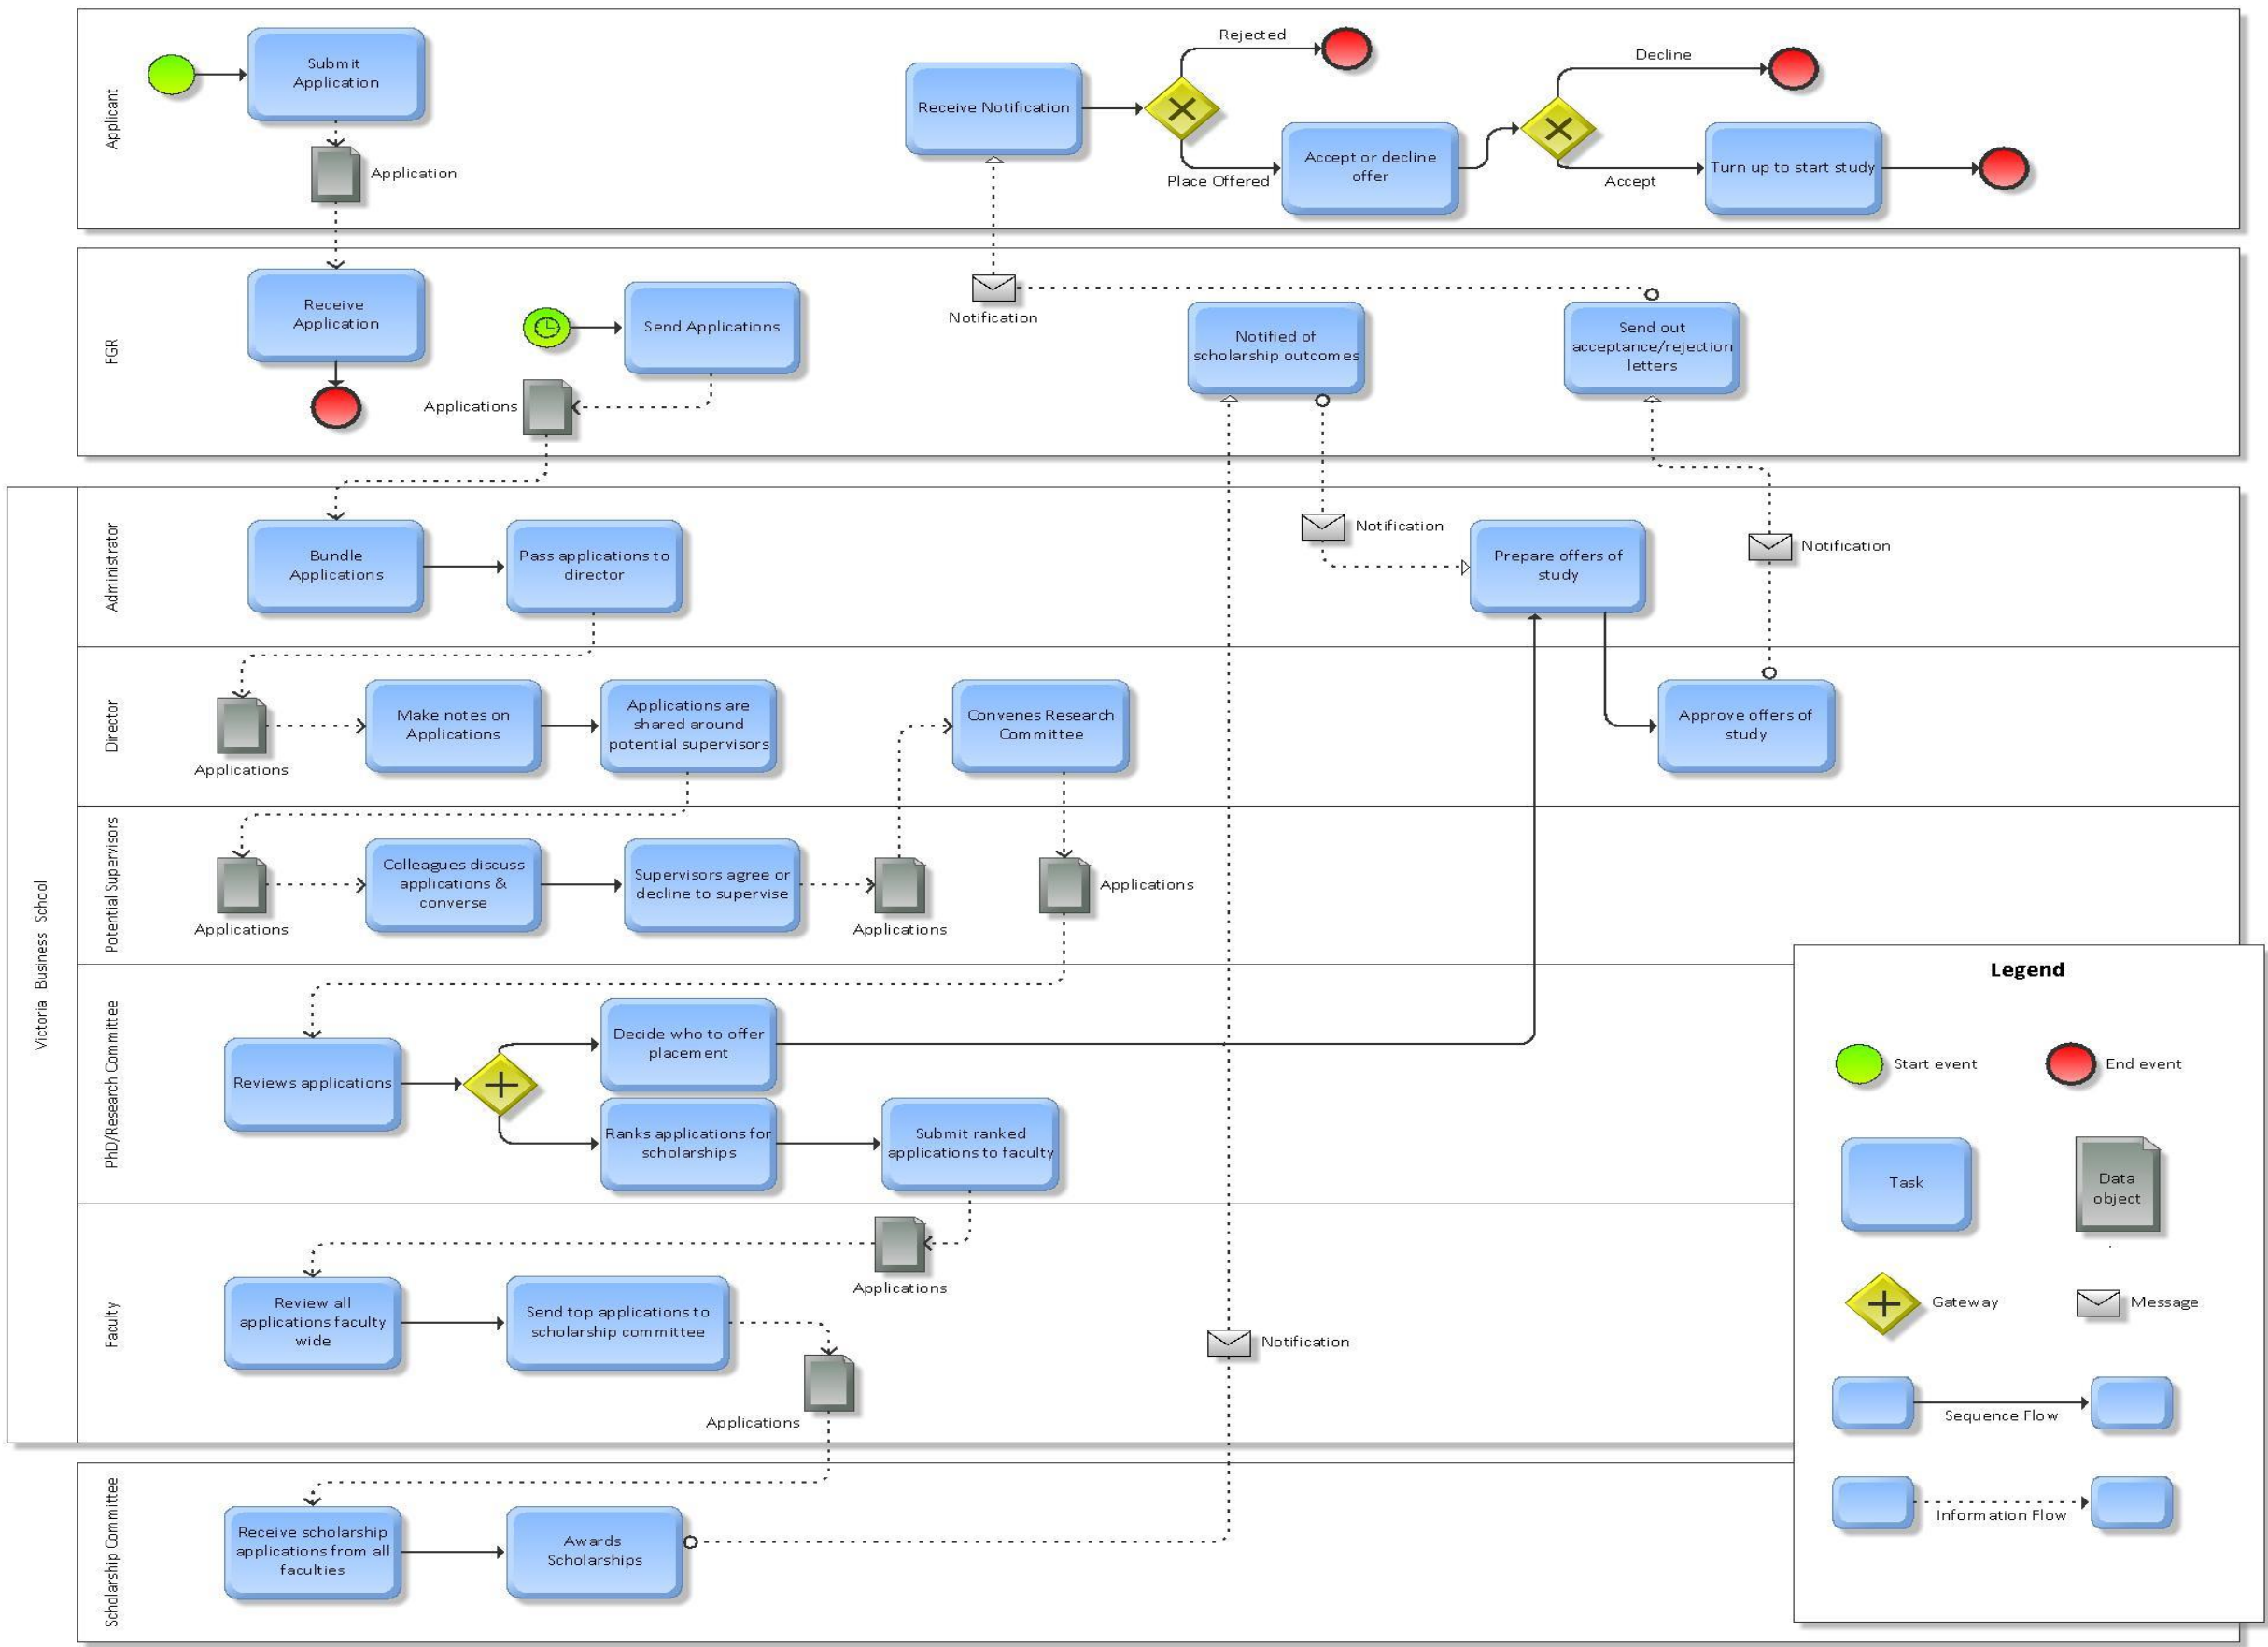 Applicant
Submit
Application
Application
Receive Notification
Rejected
Place Offered
Accept or decline
offer
Decline
Accept
Turn up to start study
FGR
Receive
Application
Send Applications
Applications
Notification
Notified of
scholarship outcomes
Send out
acceptance/rejection
letters
Victoria Business School
Administrator
Bundle
Applications
Pass applications to
director
Notification
Prepare offers of
study
Notification
Director
Applications
Make notes on
Applications
Applications are
shared around
potential supervisors
Convenes Research
Committee
Approve offers of
study
Potential Supervisors
Applications
Colleagues discuss
applications &
converse
Supervisors agree or
decline to supervise
Applications
Applications
PhD/Research Committee
Reviews applications
Decide who to offer
placement
Ranks applications for
scholarships
Submit ranked
applications to faculty
Faculty
Applications
Review all
applications faculty
wide
Send top applications to
scholarship committee
Applications
Notification
Scholarship Committee
Receive scholarship
applications from all
faculties
Awards
Scholarships
Legend
Start event
End event
Task
Data
object
Gateway
Message
Sequence Flow
Information Flow